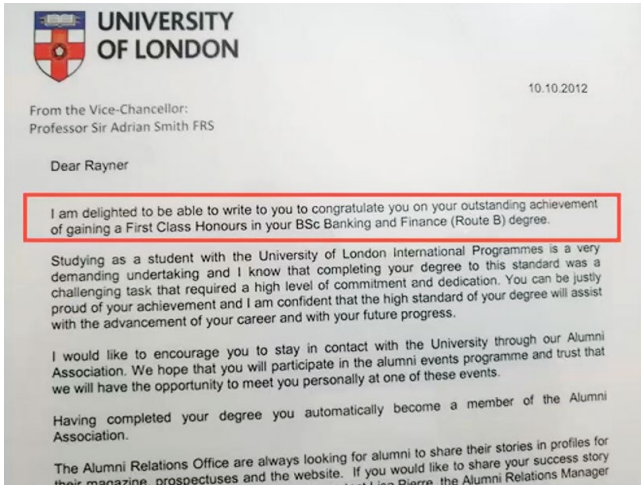 UNIVERSITY
OF LONDON
10.10.2012
From the Vice-Chancellor:
Professor Sir Adrian Smith FRS
Dear Rayner
I am delighted to be able to write to you to congratulate you on your outstanding achievement
of gaining a First Class Honours in your BSc Banking and Finance (Route B) degree.
Studying as a student with the University of London International Programmes is a very
demanding undertaking and I know that completing your degree to this standard was a
challenging task that required a high level of commitment and dedication. You can be justly
proud of your achievement and I am confident that the high standard of your degree will assist
with the advancement of your career and with your future progress.
I would like to encourage you to stay in contact with the University through our Alumni
Association. We hope that you will participate in the alumni events programme and trust that
we will have the opportunity to meet you personally at one of these events.
Having completed your degree you automatically become a member of the Alumni
Association.
The Alumni Relations Office are always looking for alumni to share their stories in profiles for
their magazine, prospectuses and the website. If you would like to share your success story
Pierre, the Alumni Relations Manager